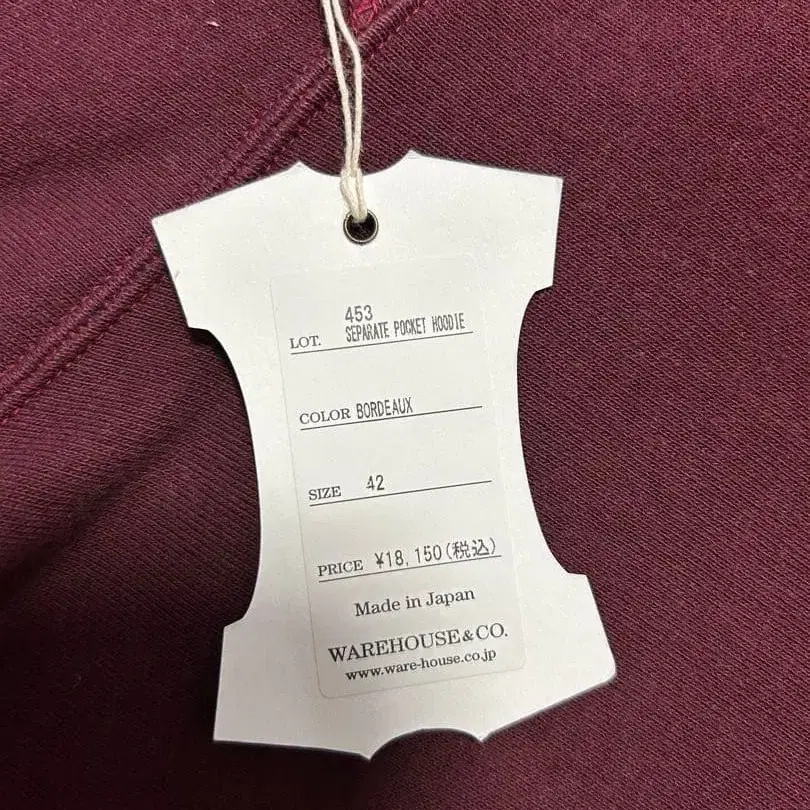 453
LOT. SEPARATE POCKET HOODIE
COLOR BORDEAUX
SIZE 42
PRICE ¥18,150(税込)
Made in Japan
WAREHOUSE & CO.
www.ware-house.co.jp